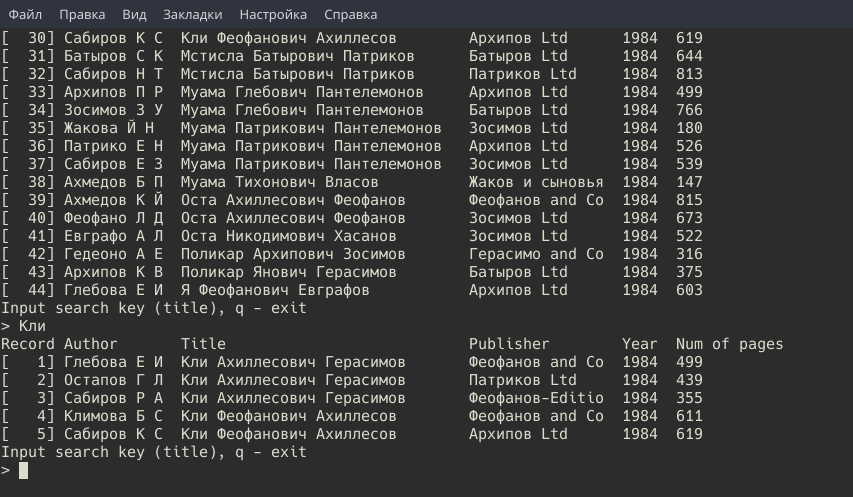 Файл Правка Вид Закладки Настройка Справка
[  30] Сабиров К С  Кли Феофанович Ахиллесов        Архипов Ltd      1984  619
[  31] Батыров С К  Мстисла Батырович Патриков      Батыров Ltd      1984  644
[  32] Сабиров Н Т  Мстисла Батырович Патриков      Патриков Ltd     1984  813
[  33] Архипов П Р  Муама Глебович Пантелемонов     Архипов Ltd      1984  499
[  34] Зосимов З У  Муама Глебович Пантелемонов     Батыров Ltd      1984  766
[  35] Жакова Й Н   Муама Патрикович Пантелемонов   Зосимов Ltd      1984  180
[  36] Патрико Е Н  Муама Патрикович Пантелемонов   Архипов Ltd      1984  526
[  37] Сабиров Е З  Муама Патрикович Пантелемонов   Зосимов Ltd      1984  539
[  38] Ахмедов Б П  Муама Тихонович Власов          Жаков и сыновья  1984  147
[  39] Ахмедов К Й  Оста Ахиллесович Феофанов       Феофанов and Co  1984  815
[  40] Феофано Л Д  Оста Ахиллесович Феофанов       Зосимов Ltd      1984  673
[  41] Евграфо А Л  Оста Никодимович Хасанов        Зосимов Ltd      1984  522
[  42] Гедеоно А Е  Поликар Архипович Зосимов       Герасимо and Co  1984  316
[  43] Архипов К В  Поликар Янович Герасимов        Батыров Ltd      1984  375
[  44] Глебова Е И  Я Феофанович Евграфов           Архипов Ltd      1984  603
Input search key (title), q - exit
> Кли
Record Author       Title                           Publisher        Year  Num of pages
[   1] Глебова Е И  Кли Ахиллесович Герасимов       Феофанов and Co  1984  499
[   2] Остапов Г Л  Кли Ахиллесович Герасимов       Патриков Ltd     1984  439
[   3] Сабиров Р А  Кли Ахиллесович Герасимов       Феофанов-Editio  1984  355
[   4] Климова Б С  Кли Феофанович Ахиллесов        Феофанов and Co  1984  611
[   5] Сабиров К С  Кли Феофанович Ахиллесов        Архипов Ltd      1984  619
Input search key (title), q - exit
>